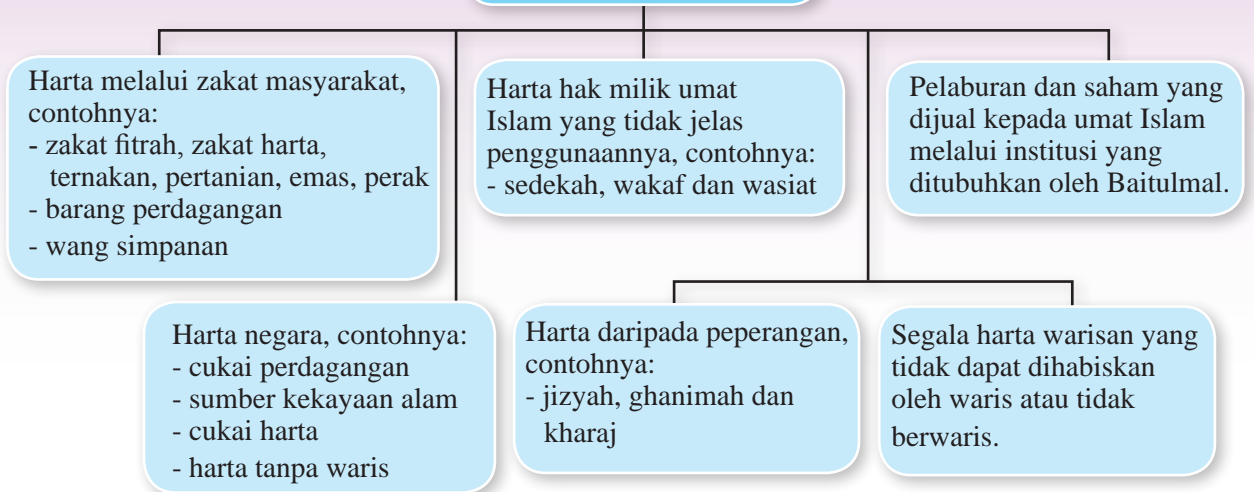 Harta melalui zakat masyarakat,
contohnya:
- zakat fitrah, zakat harta,
ternakan, pertanian, emas, perak
- barang perdagangan
- wang simpanan
Harta hak milik umat
Islam yang tidak jelas
penggunaannya, contohnya:
- sedekah, wakaf dan wasiat
Pelaburan dan saham yang
dijual kepada umat Islam
melalui institusi yang
ditubuhkan oleh Baitulmal.
Harta negara, contohnya:
- cukai perdagangan
- sumber kekayaan alam
- cukai harta
- harta tanpa waris
Harta daripada peperangan,
contohnya:
- jizyah, ghanimah dan
kharaj
Segala harta warisan yang
tidak dapat dihabiskan
oleh waris atau tidak
berwaris.